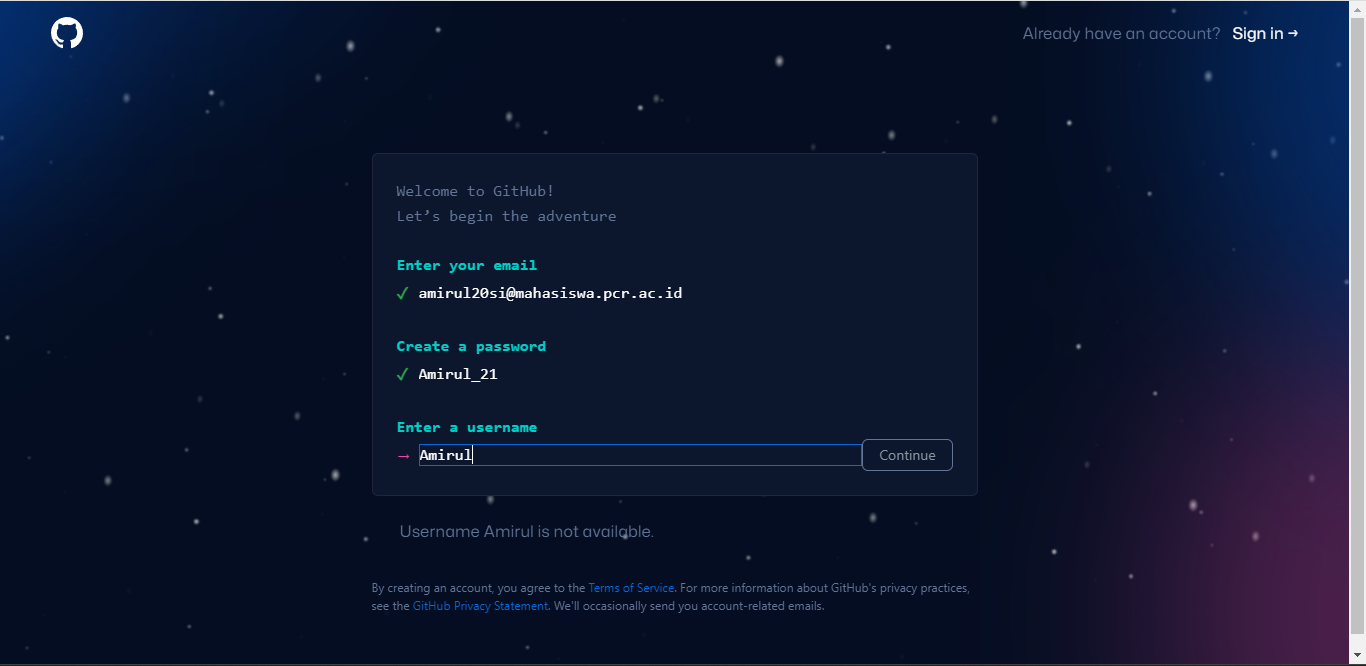 Already have an account? Sign in →
Welcome to GitHub!
Let’s begin the adventure
Enter your email
✓ amirul20si@mahasiswa.pcr.ac.id
Create a password
✓ Amirul_21
Enter a username
→ Amirul Continue
Username Amirul is not available.
By creating an account, you agree to the Terms of Service. For more information about GitHub's privacy practices,
see the GitHub Privacy Statement. We'll occasionally send you account-related emails.